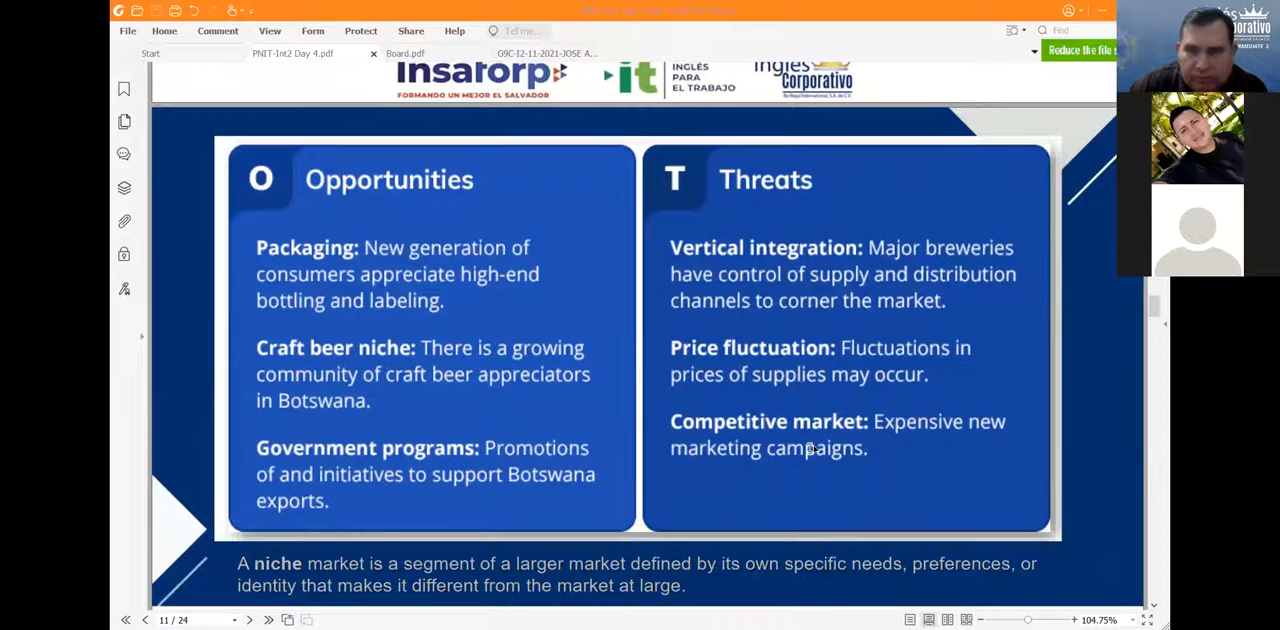 File Home Comment View Form Protect Share Help Tell me... Find
Start PNIT-Int2 Day 4.pdf Board.pdf G9C-I2-11-2021-JOSE A...
Reduce the file s
Insaforp
FORMANDO UN MEJOR EL SALVADOR
it
INGLÉS
PARA
EL TRABAJO
Inglés
Corporativo
O Opportunities
Packaging: New generation of
consumers appreciate high-end
bottling and labeling.
Craft beer niche: There is a growing
community of craft beer appreciators
in Botswana.
Government programs: Promotions
of and initiatives to support Botswana
exports.
T Threats
Vertical integration: Major breweries
have control of supply and distribution
channels to corner the market.
Price fluctuation: Fluctuations in
prices of supplies may occur.
Competitive market: Expensive new
marketing campaigns.
A niche market is a segment of a larger market defined by its own specific needs, preferences, or
identity that makes it different from the market at large.
11 / 24
104.75%